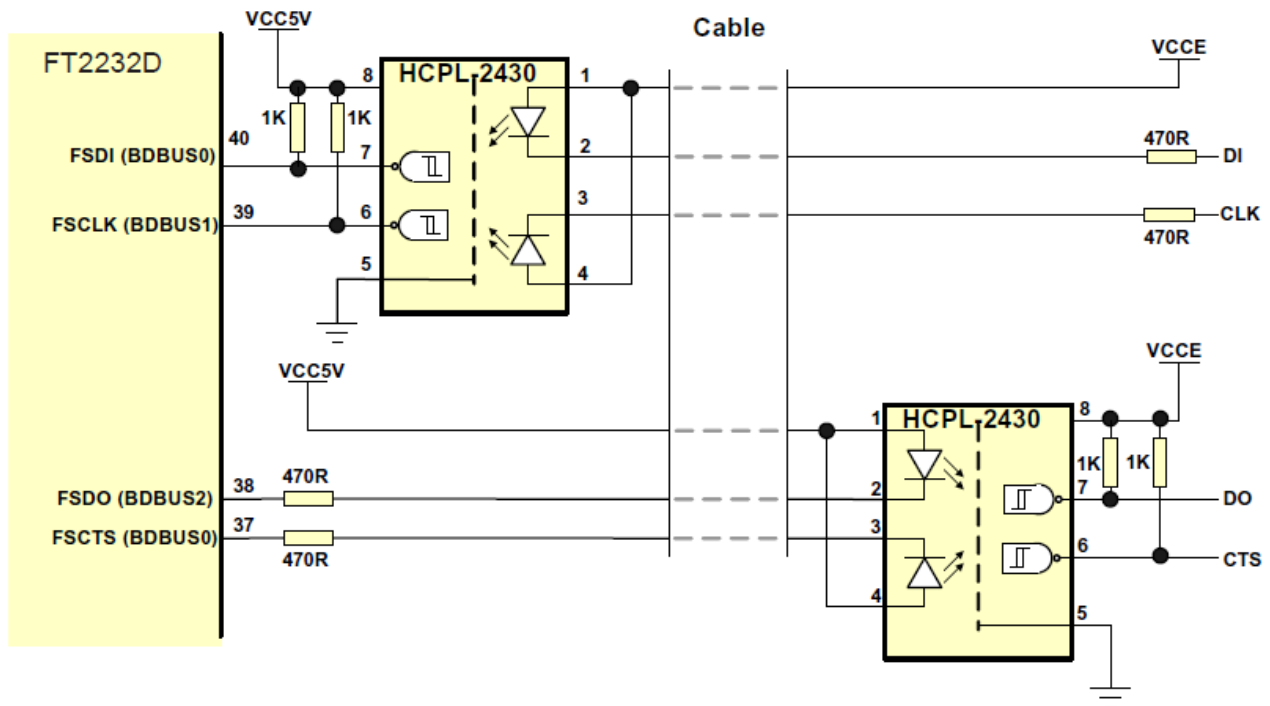 VCC5V
Cable
FT2232D
HCPL-2430
VCCE
8
1
1K
1K
40
470R
FSDI (BDBUS0)
7
2
DI
39
3
FSCLK (BDBUS1)
6
CLK
470R
5
4
VCC5V
VCCE
1
HCPL-2430
8
1K
1K
38
470R
FSDO (BDBUS2)
2
7
DO
37
3
FSCTS (BDBUS0)
470R
6
CTS
4
5